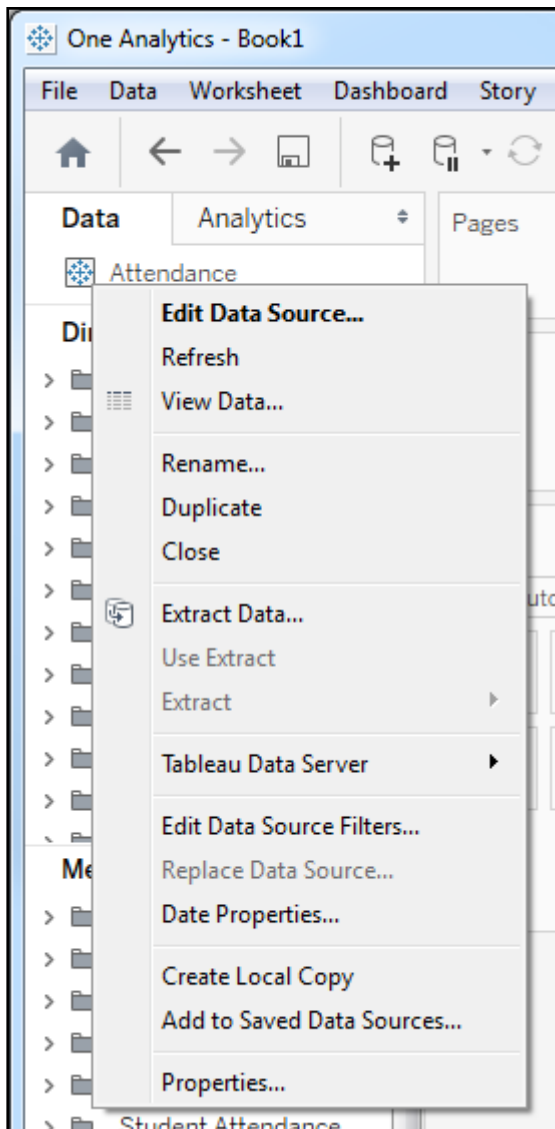 One Analytics - Book1
File Data Worksheet Dashboard Story
Data Analytics Pages
Attendance
Edit Data Source...
Refresh
View Data...
Rename...
Duplicate
Close
Extract Data...
Use Extract
Extract
Tableau Data Server
Edit Data Source Filters...
Replace Data Source...
Date Properties...
Create Local Copy
Add to Saved Data Sources...
Properties...
Student Attendance